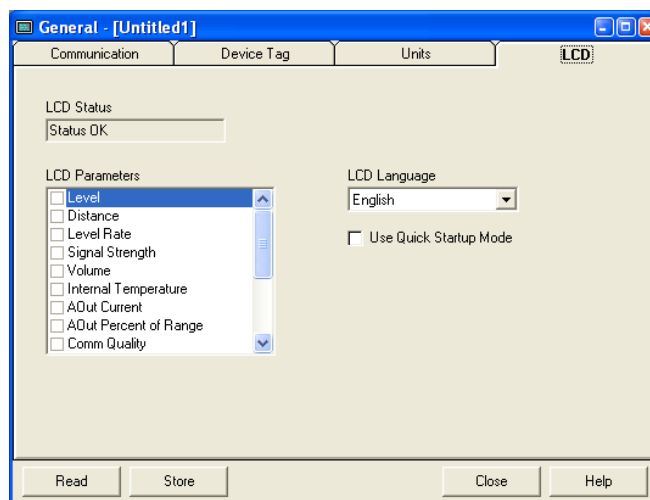 General - [Untitled1]
Communication
Device Tag
Units
LCD
LCD Status
Status OK
LCD Parameters
Level
Distance
Level Rate
Signal Strength
Volume
Internal Temperature
AOut Current
AOut Percent of Range
Comm Quality
LCD Language
English
Use Quick Startup Mode
Read
Store
Close
Help